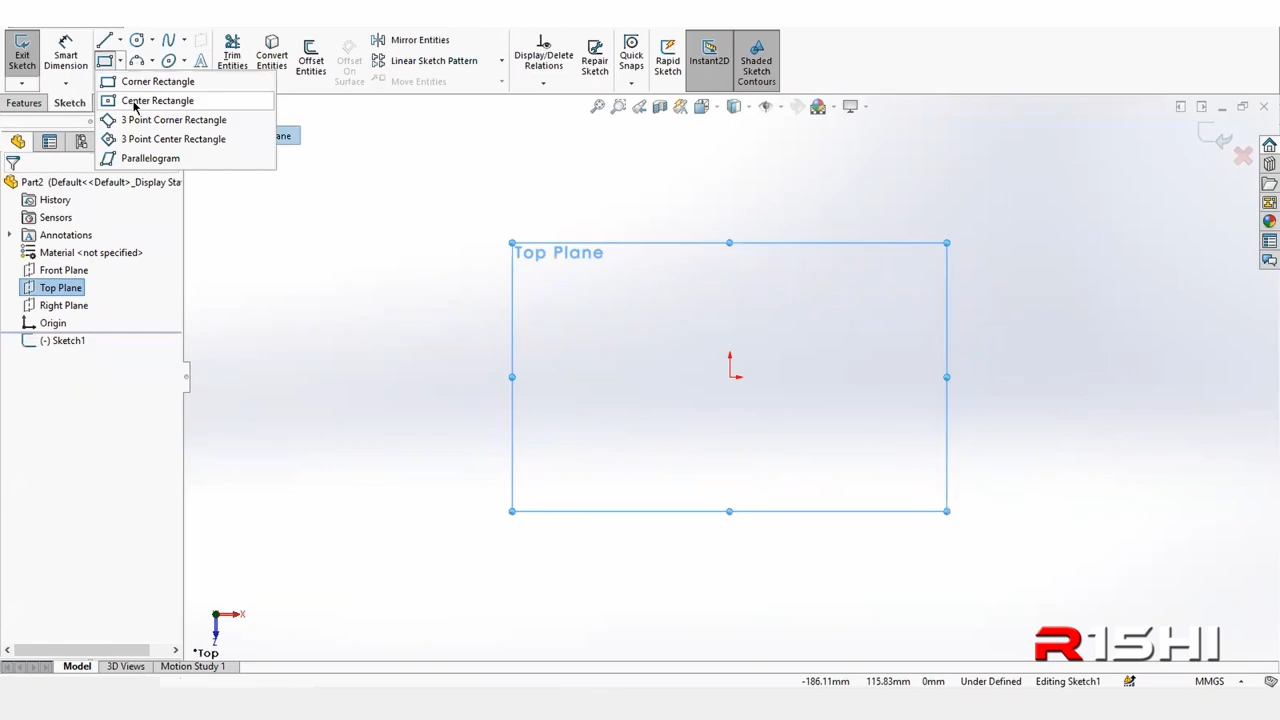 Exit Sketch
Smart Dimension
Trim Entities
Convert Entities
Offset Entities
Offset On Surface
Mirror Entities
Linear Sketch Pattern
Move Entities
Display/Delete Relations
Repair Sketch
Quick Snaps
Rapid Sketch
Instant2D
Shaded Sketch Contours
Features
Sketch
Corner Rectangle
Center Rectangle
3 Point Corner Rectangle
3 Point Center Rectangle
Parallelogram
ane
Part2 (Default<<Default>_Display Sta
History
Sensors
Annotations
Material <not specified>
Front Plane
Top Plane
Right Plane
Origin
(-) Sketch1
Top Plane
X
Z
*Top
R1SHI
Model
3D Views
Motion Study 1
-186.11mm
115.83mm
0mm
Under Defined
Editing Sketch1
MMGS